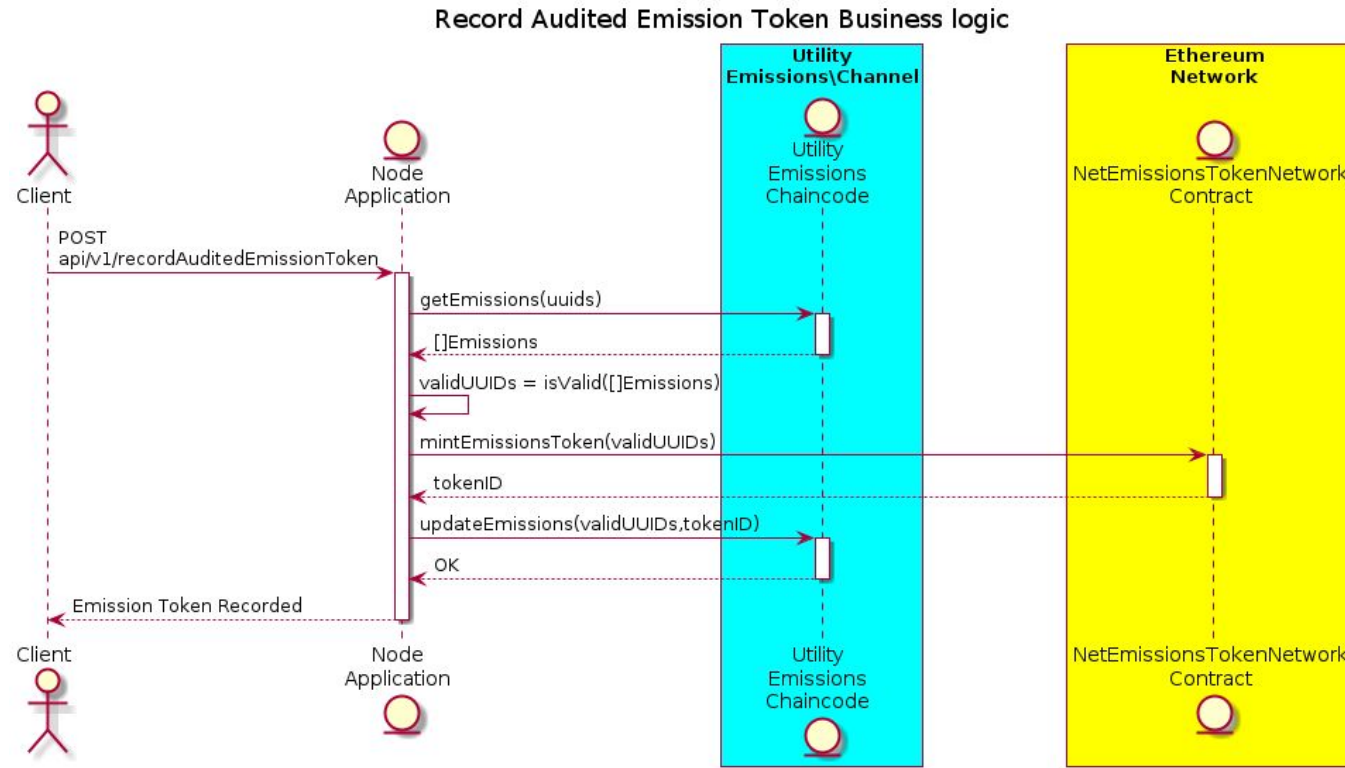 Record Audited Emission Token Business logic
Utility
Emissions\Channel
Ethereum
Network
Client
Node
Application
Utility
Emissions
Chaincode
NetEmissionsTokenNetwork
Contract
POST
api/v1/recordAuditedEmissionToken
getEmissions(uuids)
[]Emissions
validUUIDs = isValid([]Emissions)
mintEmissionsToken(validUUIDs)
tokenID
updateEmissions(validUUIDs,tokenID)
OK
Emission Token Recorded
Client
Node
Application
Utility
Emissions
Chaincode
NetEmissionsTokenNetwork
Contract